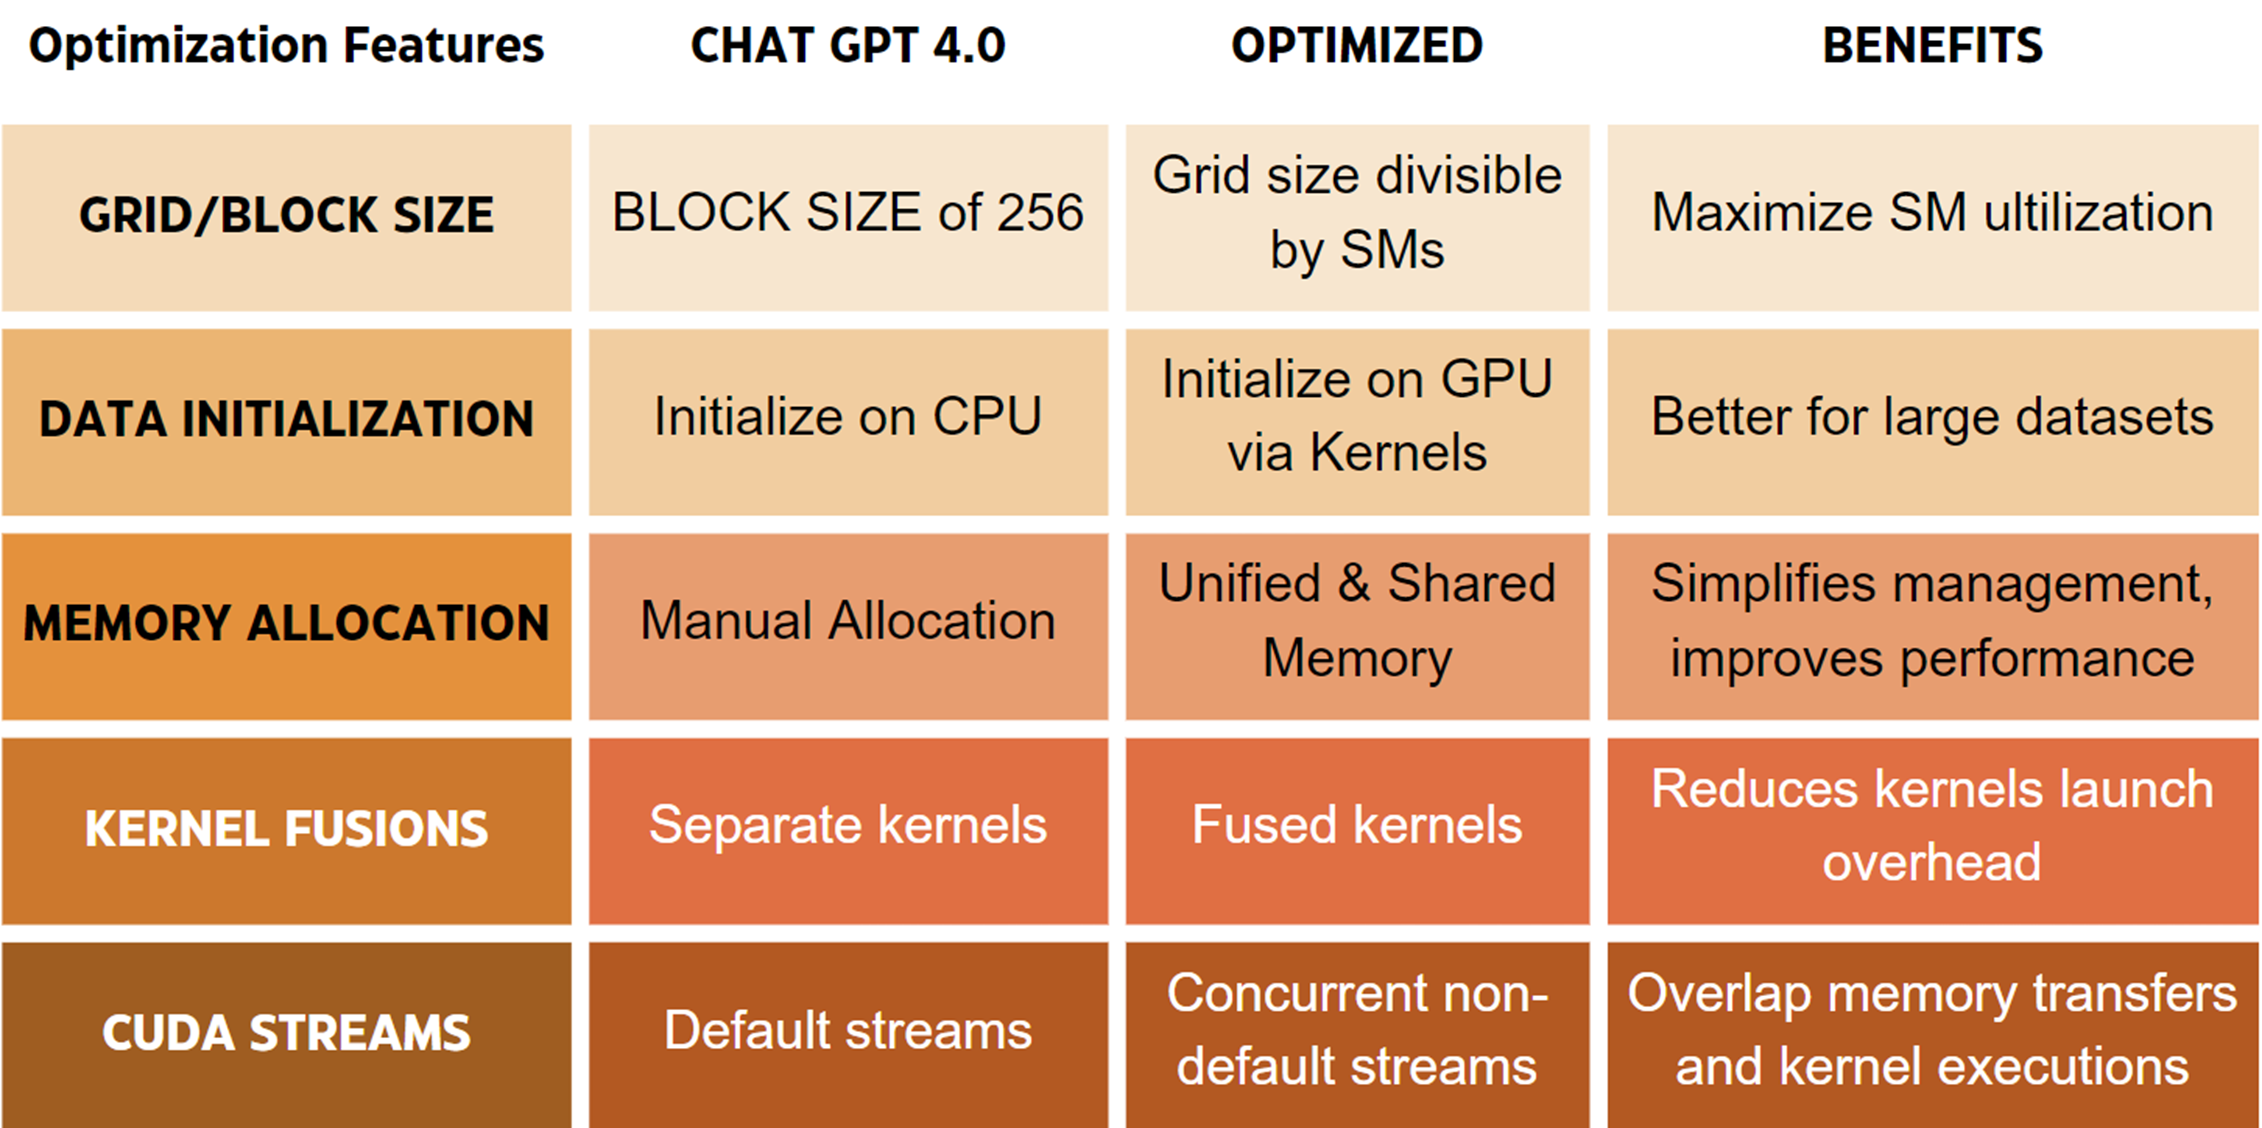 Optimization Features CHAT GPT 4.0 OPTIMIZED BENEFITS
GRID/BLOCK SIZE
BLOCK SIZE of 256
Grid size divisible
by SMs
Maximize SM ultilization
DATA INITIALIZATION
Initialize on CPU
Initialize on GPU
via Kernels
Better for large datasets
MEMORY ALLOCATION
Manual Allocation
Unified & Shared
Memory
Simplifies management,
improves performance
KERNEL FUSIONS
Separate kernels
Fused kernels
Reduces kernels launch
overhead
CUDA STREAMS
Default streams
Concurrent non-
default streams
Overlap memory transfers
and kernel executions